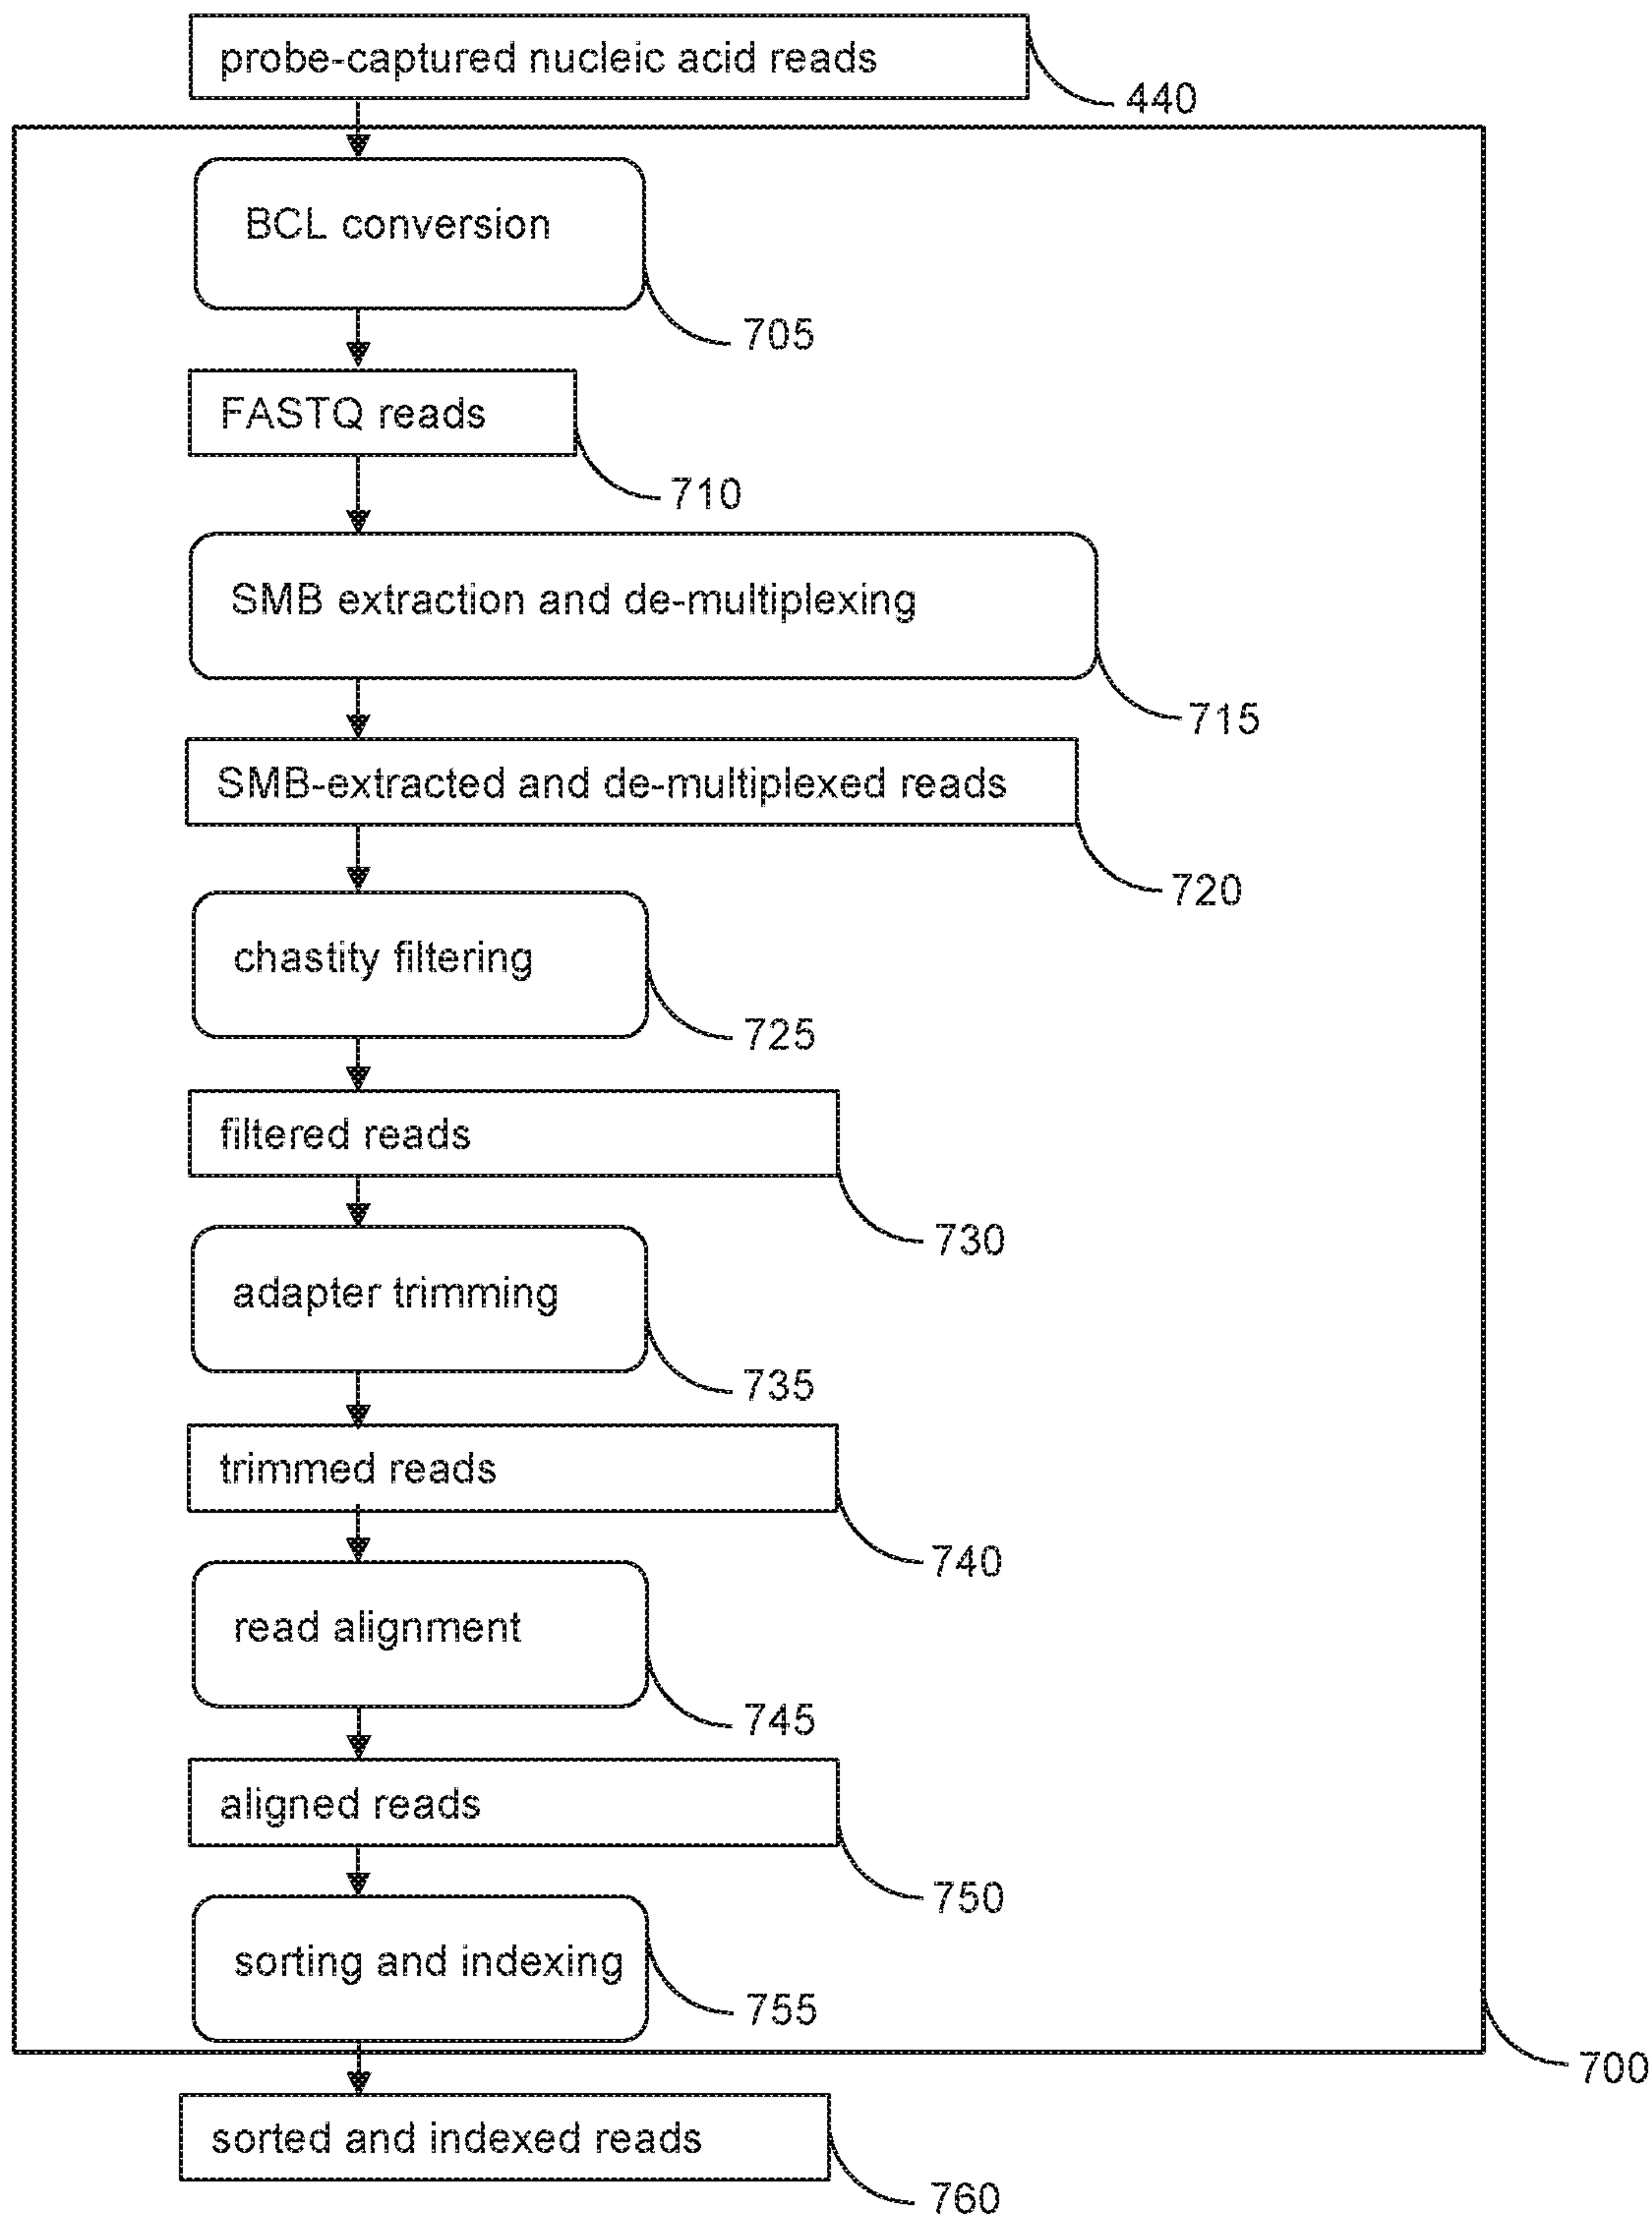 probe-captured nucleic acid reads
440
BCL conversion
705
FASTQ reads
710
SMB extraction and de-multiplexing
715
SMB-extracted and de-multiplexed reads
720
chastity filtering
725
filtered reads
730
adapter trimming
735
trimmed reads
740
read alignment
745
aligned reads
750
sorting and indexing
755
700
sorted and indexed reads
760